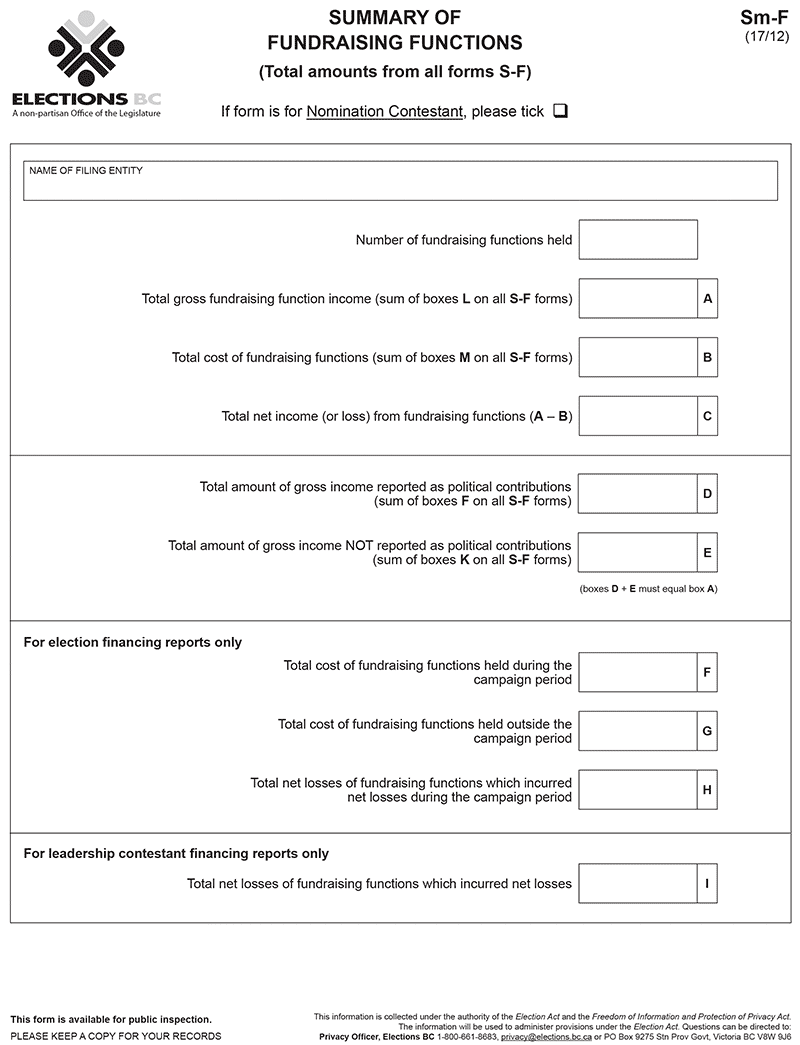 SUMMARY OF
FUNDRAISING FUNCTIONS
(Total amounts from all forms S-F)
Sm-F
(17/12)
ELECTIONS BC
A non-partisan Office of the Legislature
If form is for Nomination Contestant, please tick ❏
NAME OF FILING ENTITY
Number of fundraising functions held
Total gross fundraising function income (sum of boxes L on all S-F forms) A
Total cost of fundraising functions (sum of boxes M on all S-F forms) B
Total net income (or loss) from fundraising functions (A – B) C
Total amount of gross income reported as political contributions
(sum of boxes F on all S-F forms) D
Total amount of gross income NOT reported as political contributions
(sum of boxes K on all S-F forms) E
(boxes D + E must equal box A)
For election financing reports only
Total cost of fundraising functions held during the
campaign period F
Total cost of fundraising functions held outside the
campaign period G
Total net losses of fundraising functions which incurred
net losses during the campaign period H
For leadership contestant financing reports only
Total net losses of fundraising functions which incurred net losses I
This form is available for public inspection.
PLEASE KEEP A COPY FOR YOUR RECORDS
This information is collected under the authority of the Election Act and the Freedom of Information and Protection of Privacy Act.
The information will be used to administer provisions under the Election Act. Questions can be directed to:
Privacy Officer, Elections BC 1-800-661-8683, privacy@elections.bc.ca or PO Box 9275 Stn Prov Govt, Victoria BC V8W 9J6